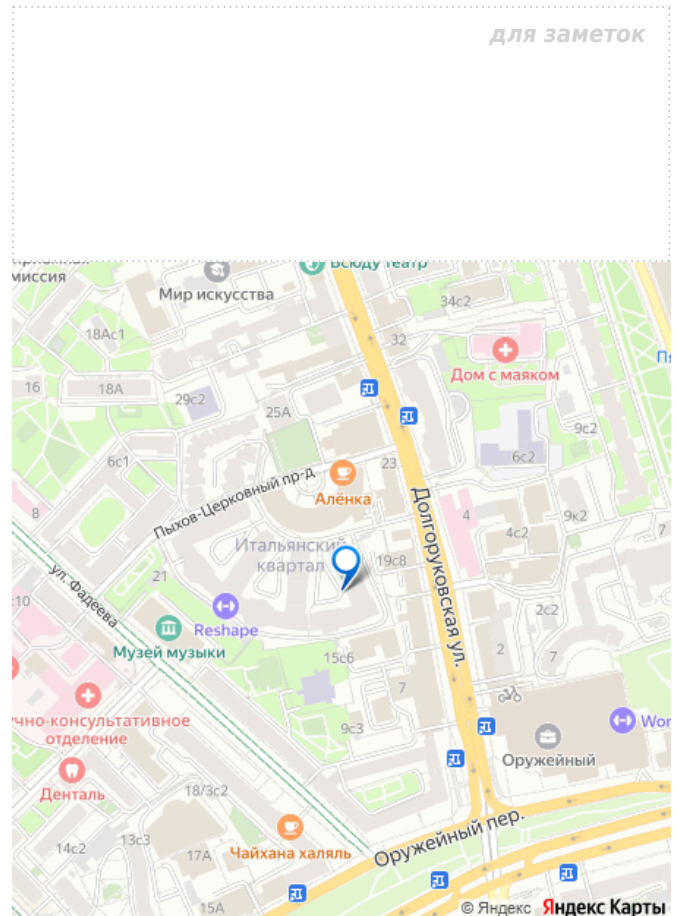 для заметок
миссия
Всюду театр
Мир искусства
34с2
18Ас1
32
Дом с маяком
16
18А
29с2
25А
9с2
6с1
23
6с2
Алёнка
Пыхов-Церковный пр-д
Долгоруковская ул.
8
4
9к2
4с2
7
Итальянский
квартал
19с8
ул. Фадеева
21
Reshape
2с2
Музей музыки
15с6
2
7
7
9с3
Оружейный
отделение
Денталь
18/3с2
Оружейный пер.
14с2
13с3
17А
Чайхана халяль
15А
© Яндекс Яндекс Карты